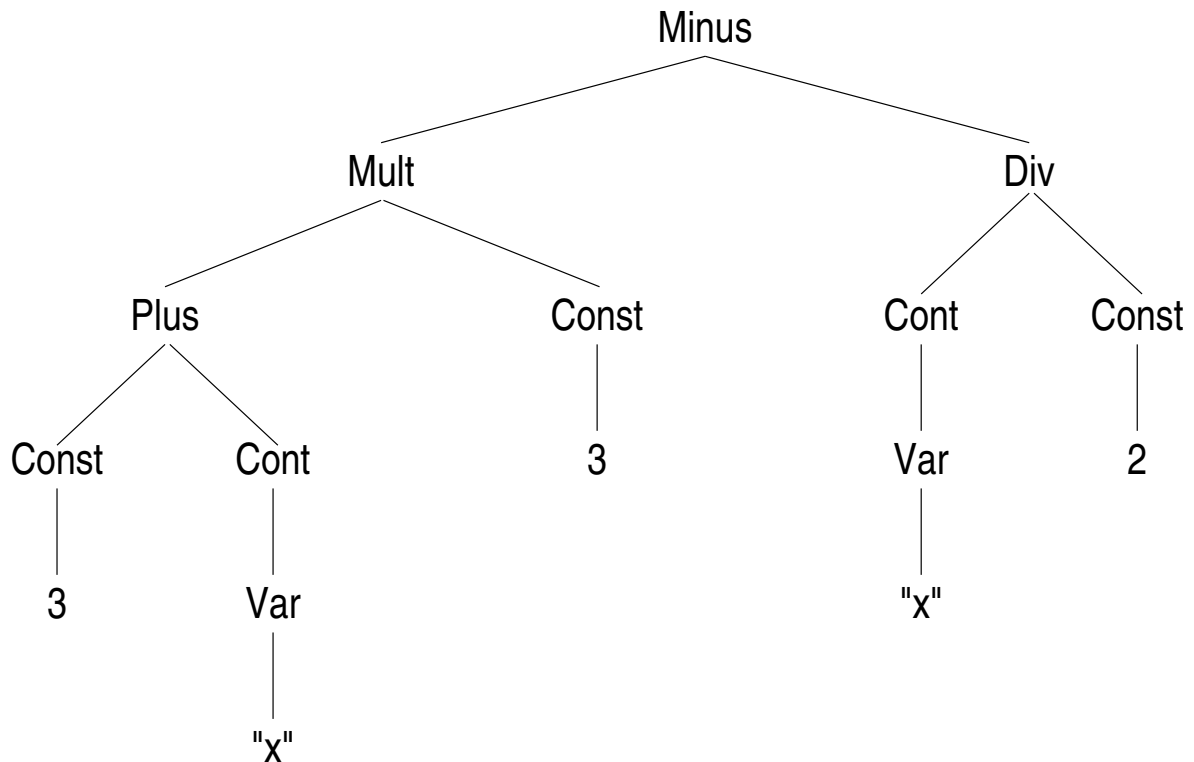 Minus
Mult Div
Plus Const Cont Const
Const Cont 3 Var 2
3 Var "x"
"x"